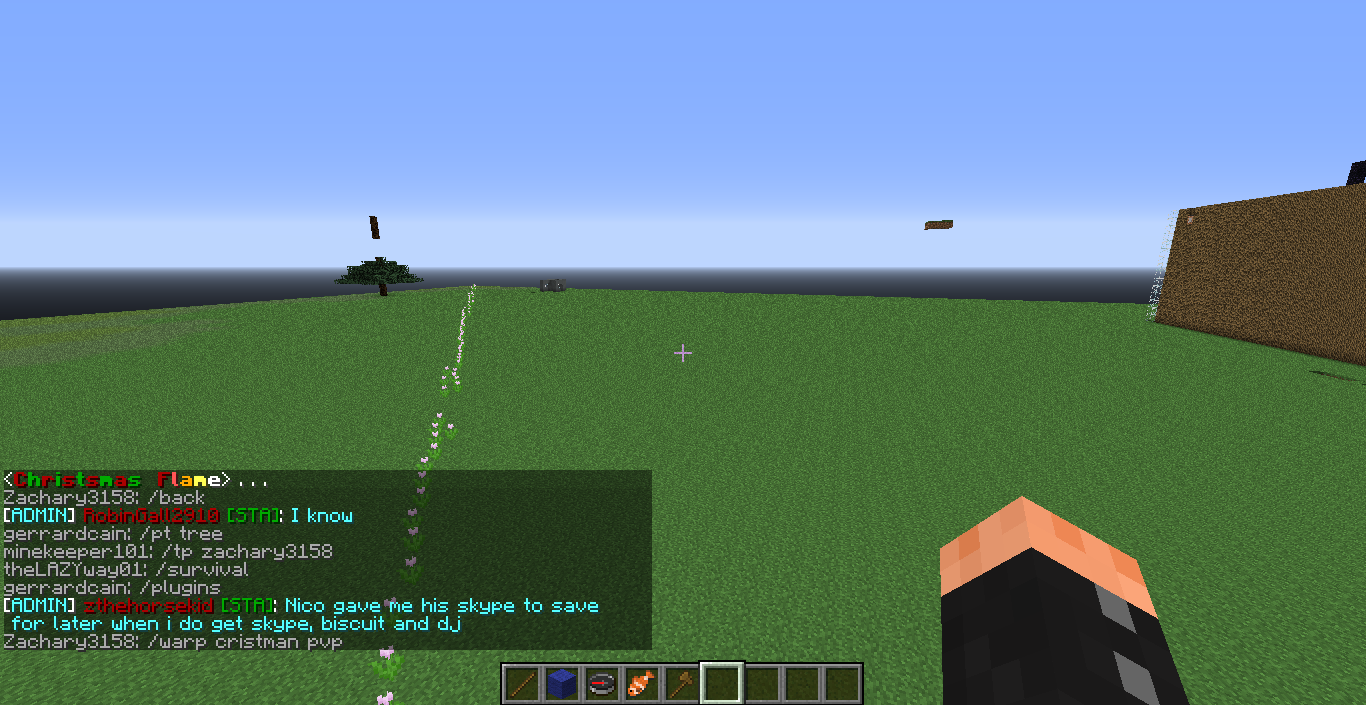 <Christsmas Flame>...
Zachary3158: /back
[ADMIN] RobinGall2910 [STA]: I know
gerrardcain: /pt tree
minekeeper101: /tp zachary3158
theLAZYway01: /survival
gerrardcain: /plugins
[ADMIN] zthehorsekid [STA]: Nico gave me his skype to save
for later when i do get skype, biscuit and dj
Zachary3158: /warp cristman pvp